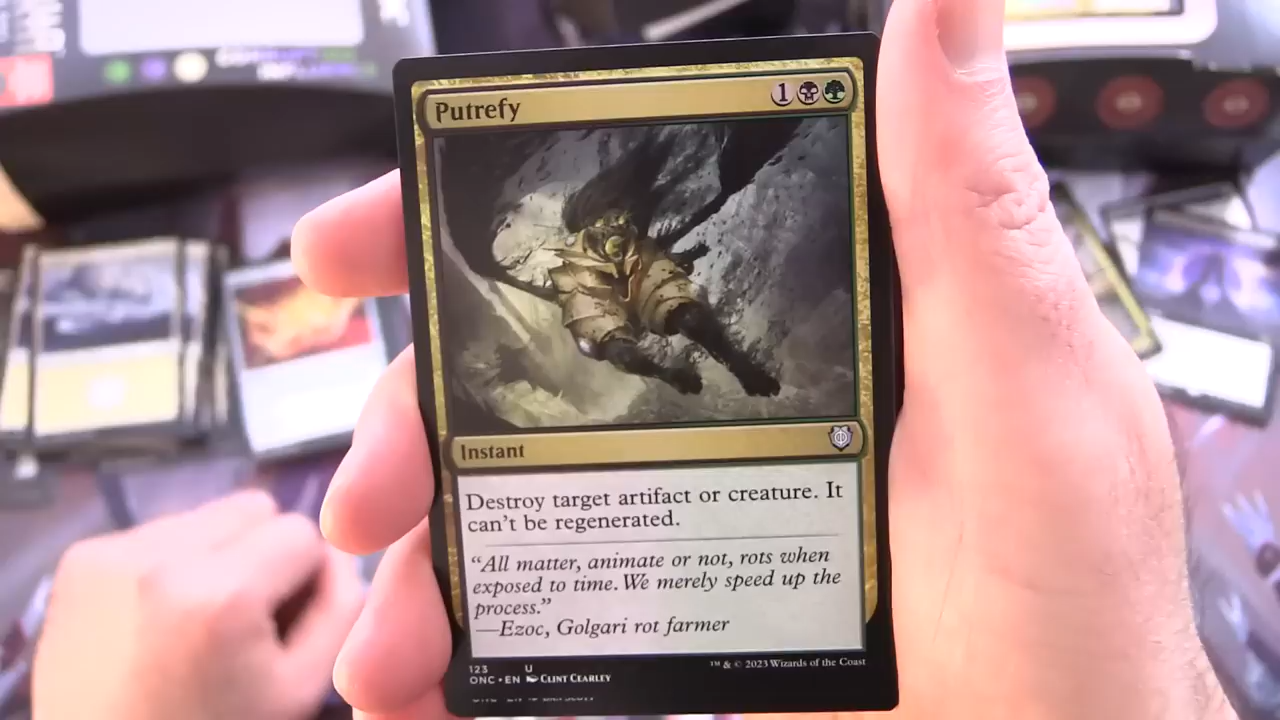 Putrefy
1
Instant
Destroy target artifact or creature. It
can't be regenerated.
"All matter, animate or not, rots when
exposed to time. We merely speed up the
process."
—Ezoc, Golgari rot farmer
123 U
ONC • EN CLINT CEARLEY
™ & © 2023 Wizards of the Coast